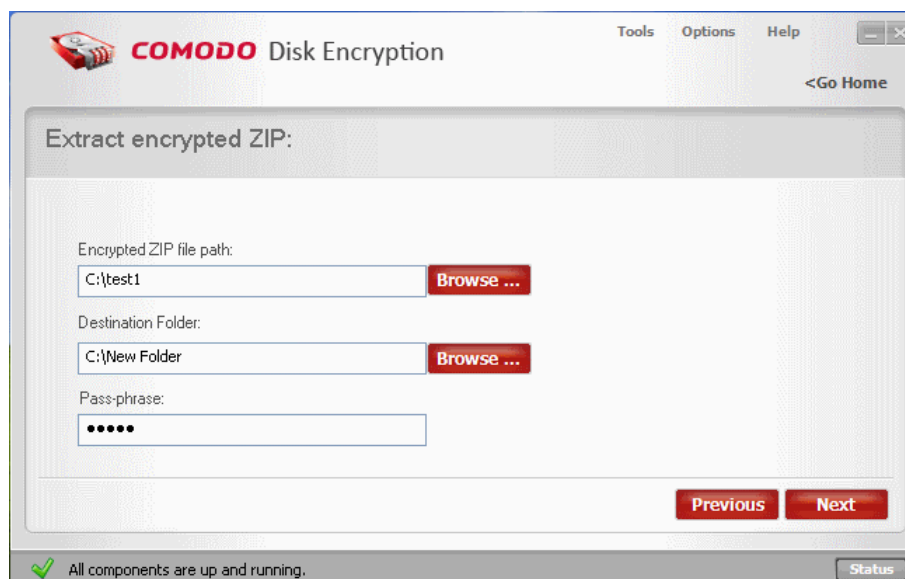 COMODO Disk Encryption
Tools Options Help
<Go Home
Extract encrypted ZIP:
Encrypted ZIP file path:
C:\test1
Browse ...
Destination Folder:
C:\New Folder
Browse ...
Pass-phrase:
•••••
Previous
Next
All components are up and running.
Status